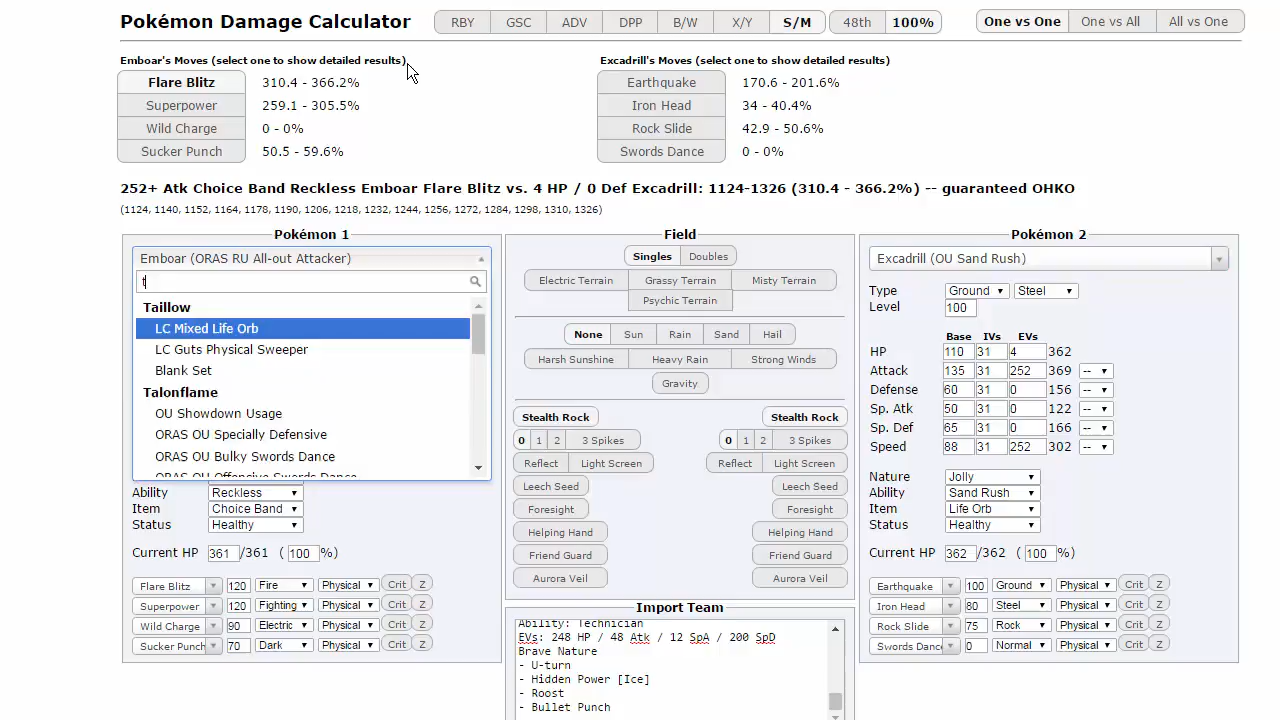 Pokémon Damage Calculator RBY GSC ADV DPP B/W X/Y S/M 48th 100% One vs One One vs All All vs One
Emboar's Moves (select one to show detailed results) Excadrill's Moves (select one to show detailed results)
Flare Blitz 310.4 - 366.2% Earthquake 170.6 - 201.6%
Superpower 259.1 - 305.5% Iron Head 34 - 40.4%
Wild Charge 0 - 0% Rock Slide 42.9 - 50.6%
Sucker Punch 50.5 - 59.6% Swords Dance 0 - 0%
252+ Atk Choice Band Reckless Emboar Flare Blitz vs. 4 HP / 0 Def Excadrill: 1124-1326 (310.4 - 366.2%) -- guaranteed OHKO
(1124, 1140, 1152, 1164, 1178, 1190, 1206, 1218, 1232, 1244, 1256, 1272, 1284, 1298, 1310, 1326)
Pokémon 1
Emboar (ORAS RU All-out Attacker)
t
Taillow
LC Mixed Life Orb
LC Guts Physical Sweeper
Blank Set
Talonflame
OU Showdown Usage
ORAS OU Specially Defensive
ORAS OU Bulky Swords Dance
ORAS OU Offensive Swords Dance
Ability Reckless
Item Choice Band
Status Healthy
Current HP 361/361 ( 100 %)
Flare Blitz 120 Fire Physical Crit Z
Superpower 120 Fighting Physical Crit Z
Wild Charge 90 Electric Physical Crit Z
Sucker Punch 70 Dark Physical Crit Z
Field
Singles Doubles
Electric Terrain Grassy Terrain Misty Terrain
Psychic Terrain
None Sun Rain Sand Hail
Harsh Sunshine Heavy Rain Strong Winds
Gravity
Stealth Rock Stealth Rock
0 1 2 3 Spikes 0 1 2 3 Spikes
Reflect Light Screen Reflect Light Screen
Leech Seed Leech Seed
Foresight Foresight
Helping Hand Helping Hand
Friend Guard Friend Guard
Aurora Veil Aurora Veil
Import Team
Ability: Technician
EVs: 248 HP / 48 Atk / 12 SpA / 200 SpD
Brave Nature
- U-turn
- Hidden Power [Ice]
- Roost
- Bullet Punch
Pokémon 2
Excadrill (OU Sand Rush)
Type Ground Steel
Level 100
Base IVs EVs
HP 110 31 4 362
Attack 135 31 252 369 --
Defense 60 31 0 156 --
Sp. Atk 50 31 0 122 --
Sp. Def 65 31 0 166 --
Speed 88 31 252 302 --
Nature Jolly
Ability Sand Rush
Item Life Orb
Status Healthy
Current HP 362/362 ( 100 %)
Earthquake 100 Ground Physical Crit Z
Iron Head 80 Steel Physical Crit Z
Rock Slide 75 Rock Physical Crit Z
Swords Danc 0 Normal Physical Crit Z